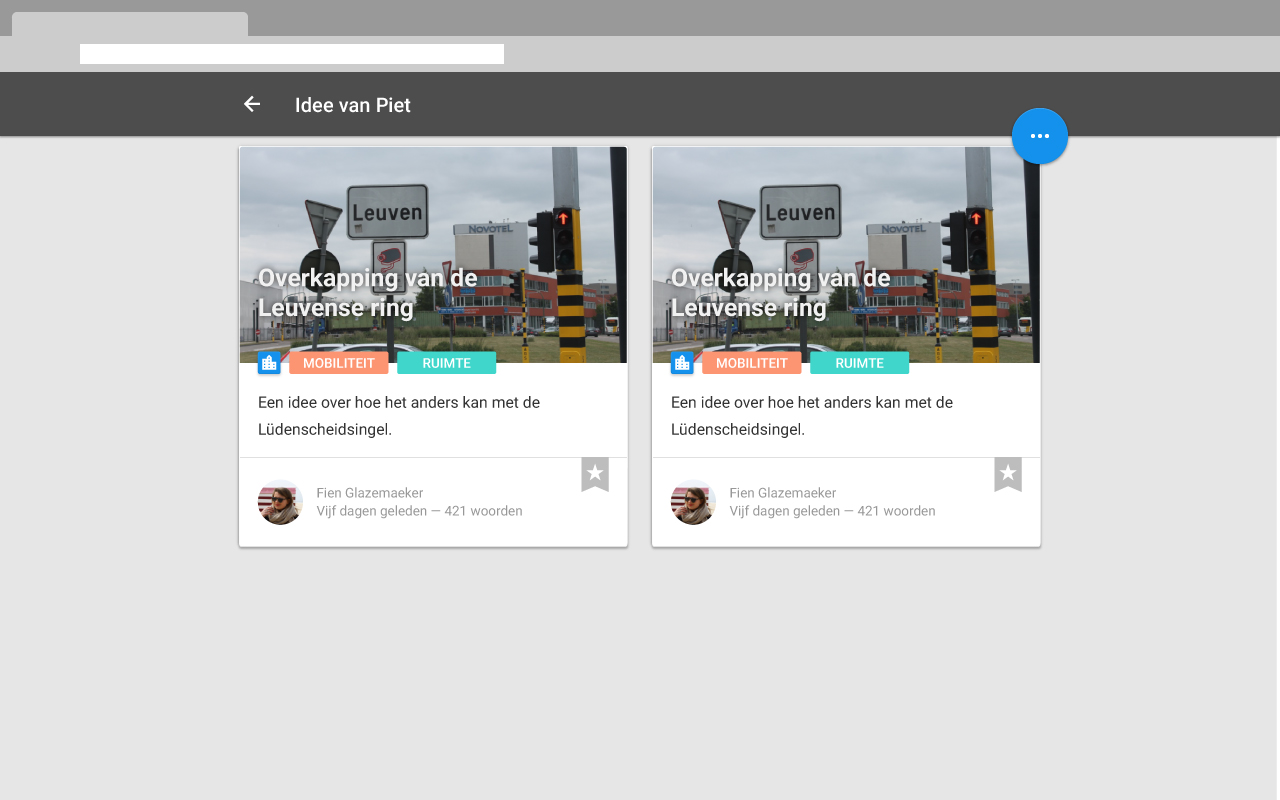 Idee van Piet
Leuven
NOVOTEL
Overkapping van de
Leuvense ring
MOBILITEIT
RUIMTE
Een idee over hoe het anders kan met de
Lüdenscheidsingel.
Fien Glazemaeker
Vijf dagen geleden — 421 woorden
Leuven
NOVOTEL
Overkapping van de
Leuvense ring
MOBILITEIT
RUIMTE
Een idee over hoe het anders kan met de
Lüdenscheidsingel.
Fien Glazemaeker
Vijf dagen geleden — 421 woorden